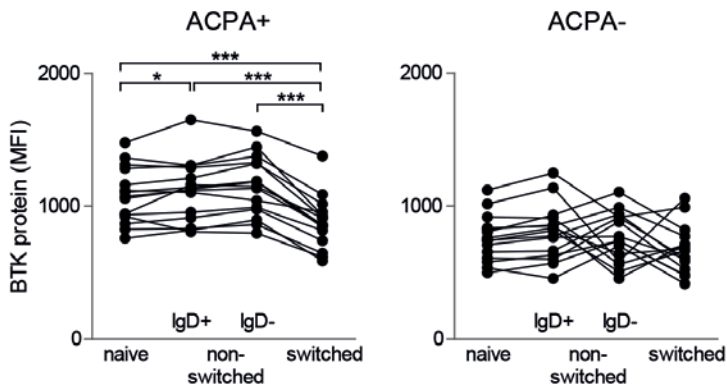 ACPA+
ACPA-
***
*
***
***
2000
1000
0
BTK protein (MFI)
IgD+
IgD-
naive
non-
switched
switched
2000
1000
0
IgD+
IgD-
naive
non-
switched
switched